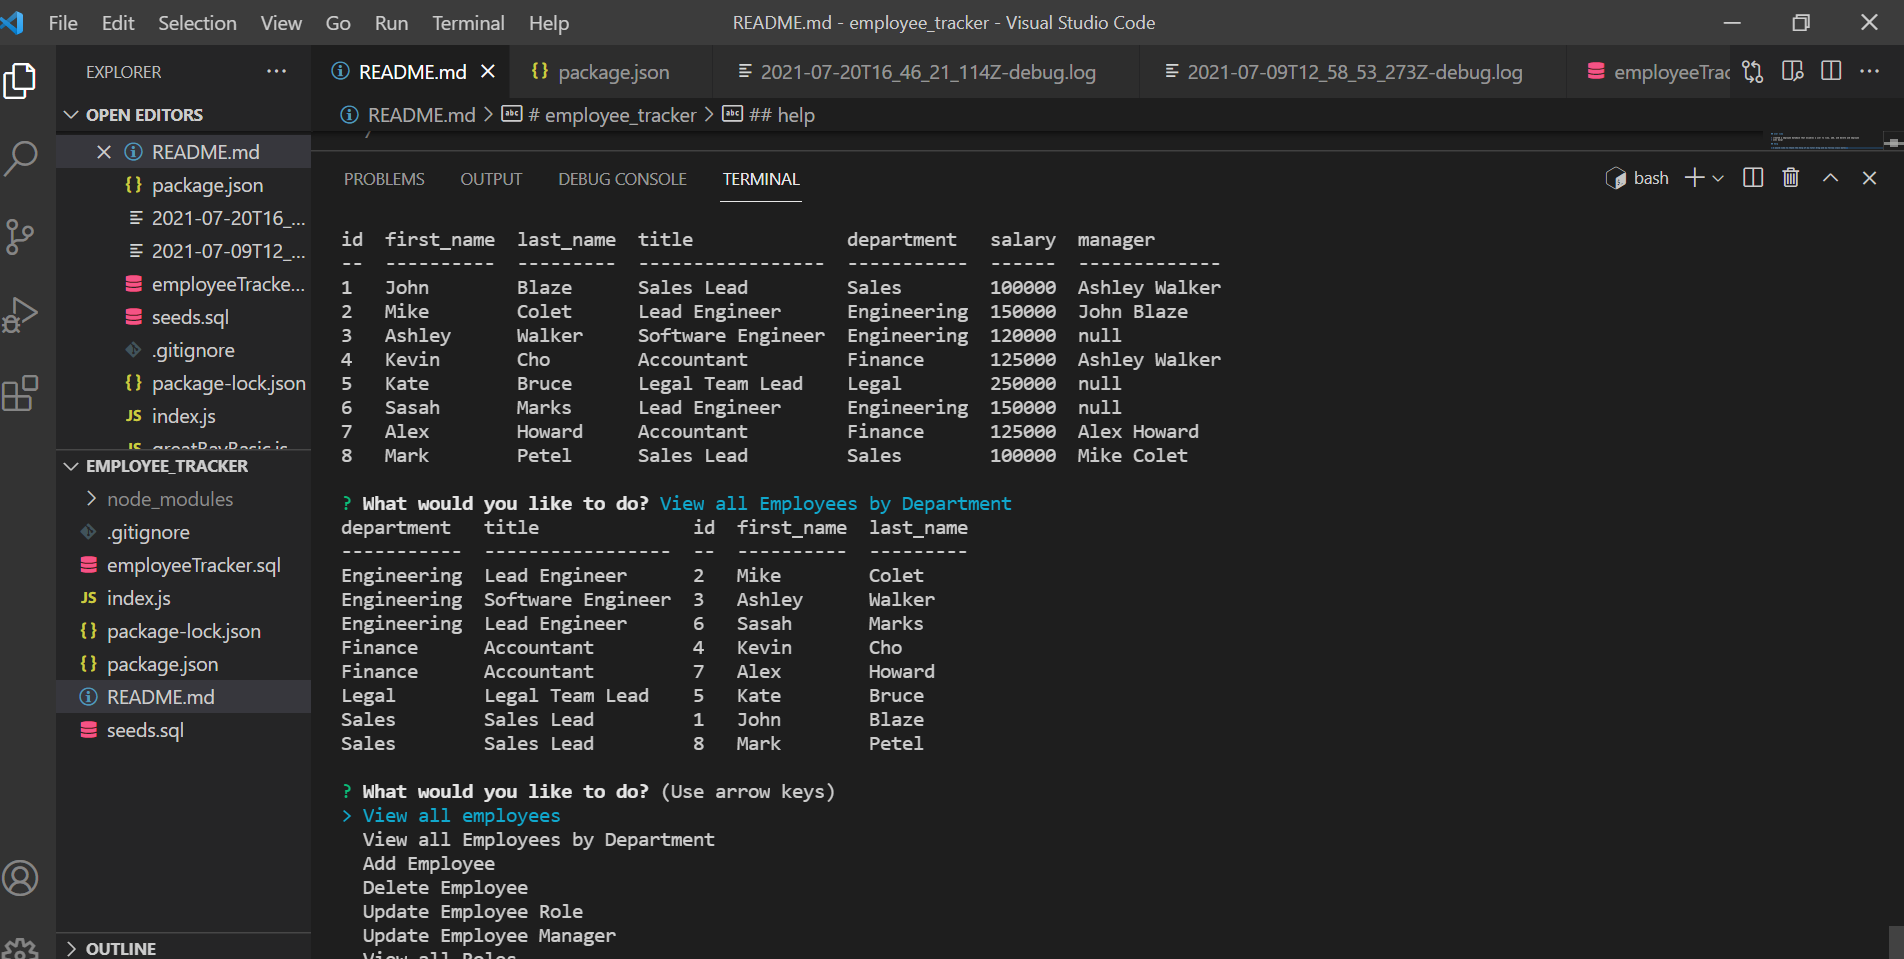 File Edit Selection View Go Run Terminal Help README.md - employee_tracker - Visual Studio Code
EXPLORER
OPEN EDITORS
README.md
package.json
2021-07-20T16_...
2021-07-09T12_...
employeeTracke...
seeds.sql
.gitignore
package-lock.json
index.js
EMPLOYEE_TRACKER
node_modules
.gitignore
employeeTracker.sql
index.js
package-lock.json
package.json
README.md
seeds.sql
OUTLINE
README.md package.json 2021-07-20T16_46_21_114Z-debug.log 2021-07-09T12_58_53_273Z-debug.log employeeTrac
README.md > # employee_tracker > ## help
PROBLEMS OUTPUT DEBUG CONSOLE TERMINAL bash
id first_name last_name title department salary manager
-- ---------- --------- ----------------- ----------- ------ -------------
1 John Blaze Sales Lead Sales 100000 Ashley Walker
2 Mike Colet Lead Engineer Engineering 150000 John Blaze
3 Ashley Walker Software Engineer Engineering 120000 null
4 Kevin Cho Accountant Finance 125000 Ashley Walker
5 Kate Bruce Legal Team Lead Legal 250000 null
6 Sasah Marks Lead Engineer Engineering 150000 null
7 Alex Howard Accountant Finance 125000 Alex Howard
8 Mark Petel Sales Lead Sales 100000 Mike Colet
? What would you like to do? View all Employees by Department
department title id first_name last_name
----------- ----------------- -- ---------- ---------
Engineering Lead Engineer 2 Mike Colet
Engineering Software Engineer 3 Ashley Walker
Engineering Lead Engineer 6 Sasah Marks
Finance Accountant 4 Kevin Cho
Finance Accountant 7 Alex Howard
Legal Legal Team Lead 5 Kate Bruce
Sales Sales Lead 1 John Blaze
Sales Sales Lead 8 Mark Petel
? What would you like to do? (Use arrow keys)
> View all employees
View all Employees by Department
Add Employee
Delete Employee
Update Employee Role
Update Employee Manager
View all Roles